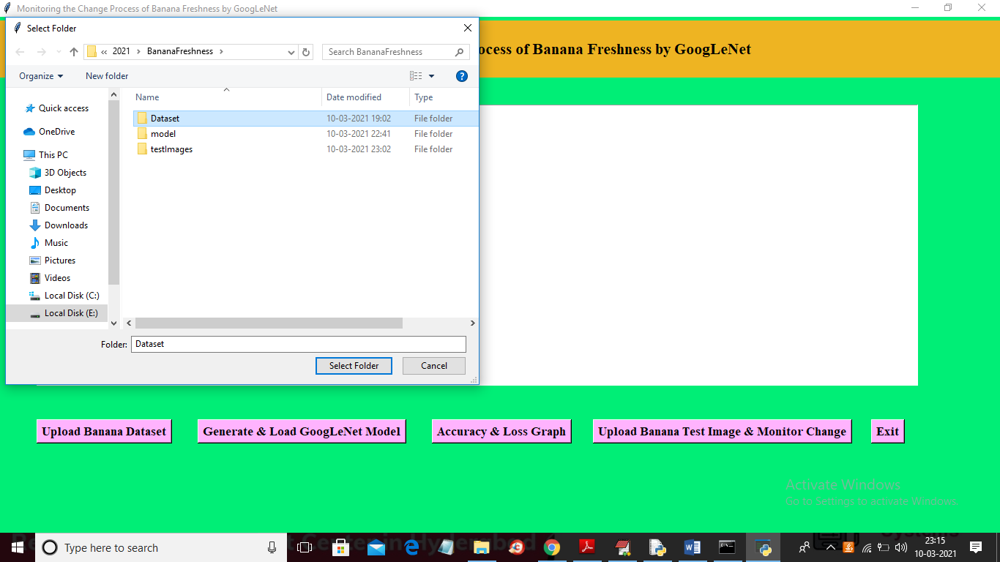 Monitoring the Change Process of Banana Freshness by GoogLeNet
Select Folder
« 2021 › BananaFreshness ›
Search BananaFreshness
ocess of Banana Freshness by GoogLeNet
Organize
New folder
?
Name
Date modified
Type
Quick access
OneDrive
This PC
3D Objects
Desktop
Documents
Downloads
Music
Pictures
Videos
Local Disk (C:)
Local Disk (E:)
Dataset 10-03-2021 19:02 File folder
model 10-03-2021 22:41 File folder
testImages 10-03-2021 23:02 File folder
Folder: Dataset
Select Folder
Cancel
Upload Banana Dataset
Generate & Load GoogLeNet Model
Accuracy & Loss Graph
Upload Banana Test Image & Monitor Change
Exit
Activate Windows
Go to Settings to activate Windows.
Type here to search
23:15
10-03-2021